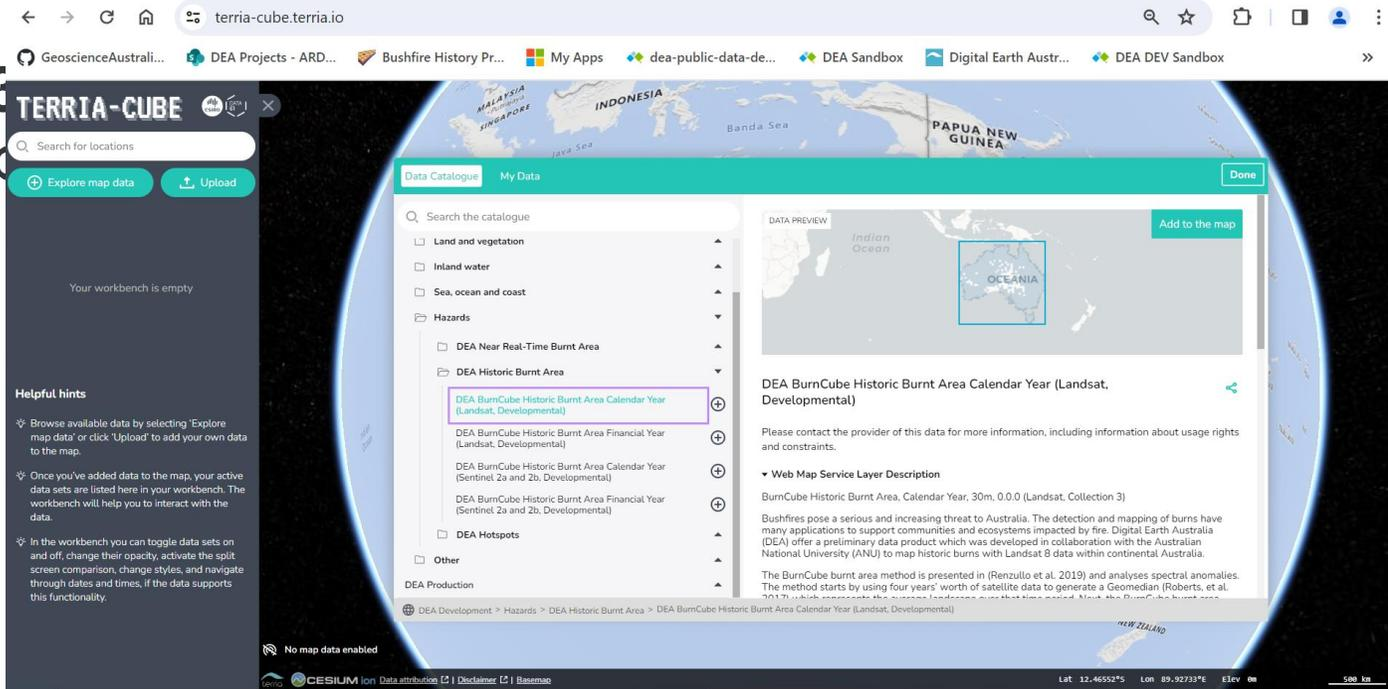 terria-cube.terria.io
GeoscienceAustrali...
DEA Projects - ARD...
Bushfire History Pr...
My Apps
dea-public-data-de...
DEA Sandbox
Digital Earth Austr...
DEA DEV Sandbox
TERRIA-CUBE
Search for locations
Explore map data
Upload
Your workbench is empty
Helpful hints
Browse available data by selecting 'Explore
map data' or click 'Upload' to add your own data
to the map.
Once you've added data to the map, your active
data sets are listed here in your workbench. The
workbench will help you to interact with the
data.
In the workbench you can toggle data sets on
and off, change their opacity, activate the split
screen comparison, change styles, and navigate
through dates and times, if the data supports
this functionality.
MALAYSIA
SINGAPORE
INDONESIA
Banda Sea
Java Sea
PAPUA NEW
GUINEA
Data Catalogue
My Data
Done
Search the catalogue
Land and vegetation
Inland water
Sea, ocean and coast
Hazards
DEA Near Real-Time Burnt Area
DEA Historic Burnt Area
DEA BurnCube Historic Burnt Area Calendar Year
(Landsat, Developmental)
DEA BurnCube Historic Burnt Area Financial Year
(Landsat, Developmental)
DEA BurnCube Historic Burnt Area Calendar Year
(Sentinel 2a and 2b, Developmental)
DEA BurnCube Historic Burnt Area Financial Year
(Sentinel 2a and 2b, Developmental)
DEA Hotspots
Other
DEA Production
DATA PREVIEW
Add to the map
Indian
Ocean
OCEANIA
DEA BurnCube Historic Burnt Area Calendar Year (Landsat,
Developmental)
Please contact the provider of this data for more information, including information about usage rights
and constraints.
Web Map Service Layer Description
BurnCube Historic Burnt Area, Calendar Year, 30m, 0.0.0 (Landsat, Collection 3)
Bushfires pose a serious and increasing threat to Australia. The detection and mapping of burns have
many applications to support communities and ecosystems impacted by fire. Digital Earth Australia
(DEA) offer a preliminary data product which was developed in collaboration with the Australian
National University (ANU) to map historic burns with Landsat 8 data within continental Australia.
The BurnCube burnt area method is presented in (Renzullo et al. 2019) and analyses spectral anomalies.
The method starts by using four years' worth of satellite data to generate a Geomedian (Roberts, et al.
2017) which represents the average landscape over that time period. Next, the BurnCube burnt area
DEA Development > Hazards > DEA Historic Burnt Area > DEA BurnCube Historic Burnt Area Calendar Year (Landsat, Developmental)
NEW ZEALAND
No map data enabled
terria
CESIUM ion Data attribution | Disclaimer | Basemap
Lat 12.46552°S Lon 89.92733°E Elev 0m
500 km